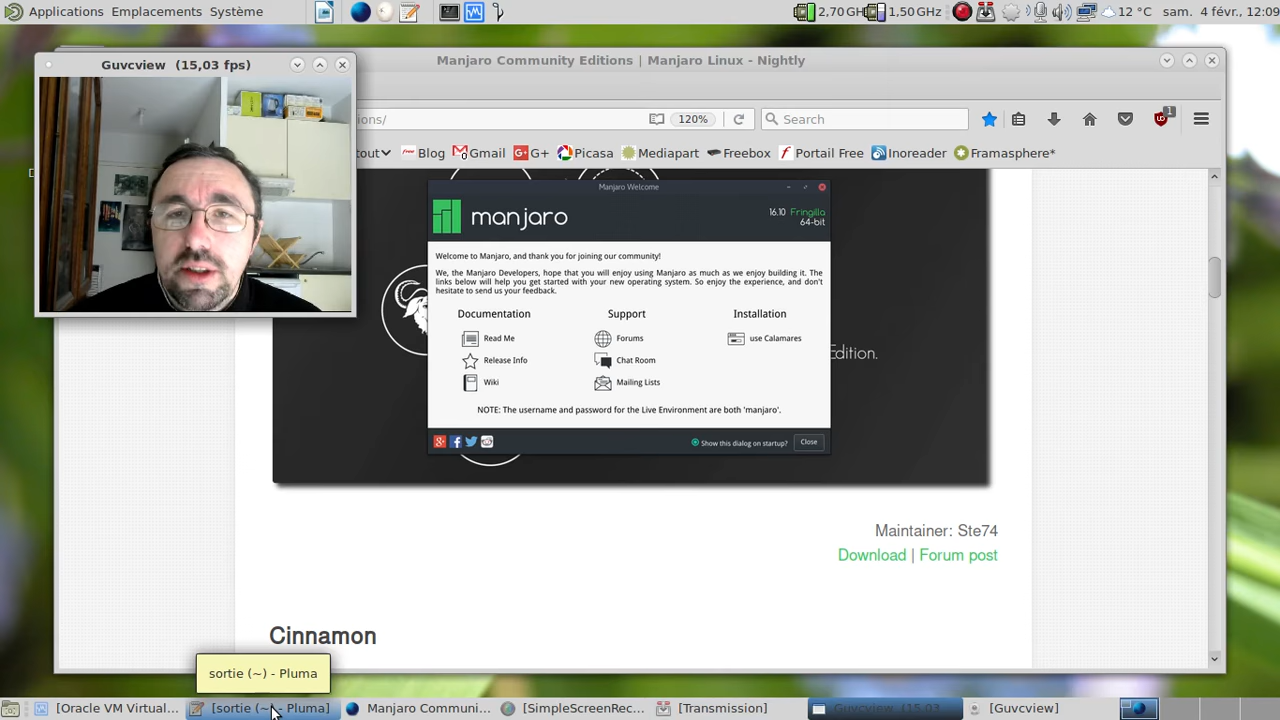 Applications Emplacements Système
2,70 GH 1,50 GHz 12 °C sam. 4 févr., 12:09
Guvcview (15,03 fps)
Manjaro Community Editions | Manjaro Linux - Nightly
ions/ 120% Search
tout Blog Gmail G+ Picasa Mediapart Freebox Portail Free Inoreader Framasphere*
Manjaro Welcome
manjaro
16.10 Fringilla
64-bit
Welcome to Manjaro, and thank you for joining our community!
We, the Manjaro Developers, hope that you will enjoy using Manjaro as much as we enjoy building it. The
links below will help you get started with your new operating system. So enjoy the experience, and don't
hesitate to send us your feedback.
Documentation Support Installation
Read Me Forums use Calamares
Release Info Chat Room
Wiki Mailing Lists
NOTE: The username and password for the Live Environment are both 'manjaro'.
Show this dialog on startup? Close
Edition.
Maintainer: Ste74
Download | Forum post
Cinnamon
sortie (~) - Pluma
[Oracle VM Virtual... [sortie (~) - Pluma] Manjaro Communi... [SimpleScreenRec... [Transmission] Guvcview (15,03 ... [Guvcview]